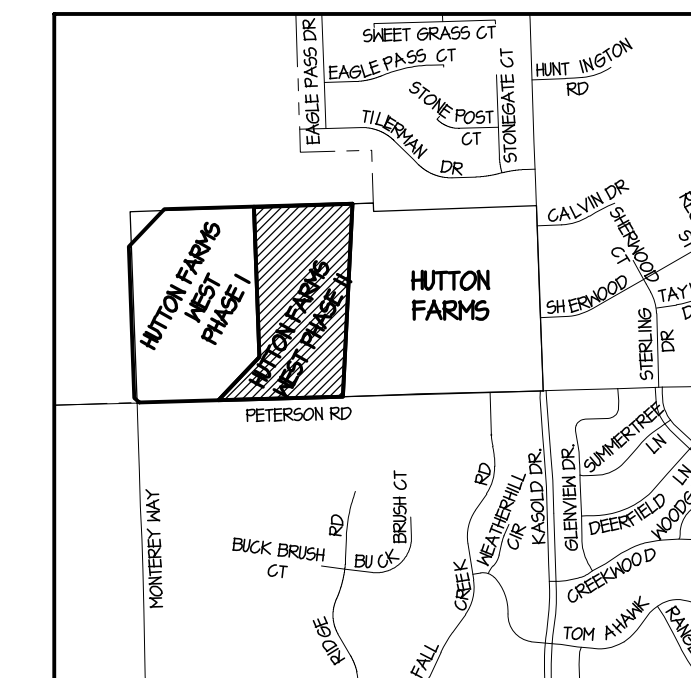 EAGLE PASS DR
SWEET GRASS CT
EAGLE PASS CT
STONE POST
CT
STONEGATE CT
TILERMAN
DR
HUNT INGTON
RD
CALVIN DR
SHERWOOD
CT
SHERWOOD
STERLING
DR
HUTTON FARMS
WEST
PHASE I
HUTTON FARMS
WEST PHASE II
HUTTON
FARMS
PETERSON RD
MONTEREY WAY
BUCK BRUSH
CT
BUCK
BRUSH CT
RIDGE
RD
FALL
CREEK
RD
WEATHERHILL
CIR
KASOLD DR.
GLENVIEW DR.
SUMMERTREE
LN
DEERFIELD
LN
CREEKWOOD
TOM AHAWK